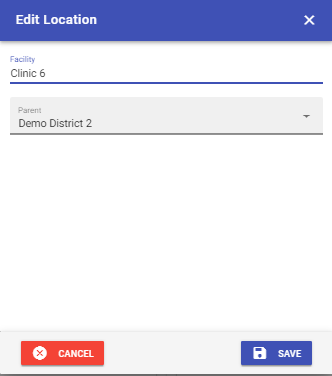 Edit Location
Facility
Clinic 6
Parent
Demo District 2
CANCEL
SAVE